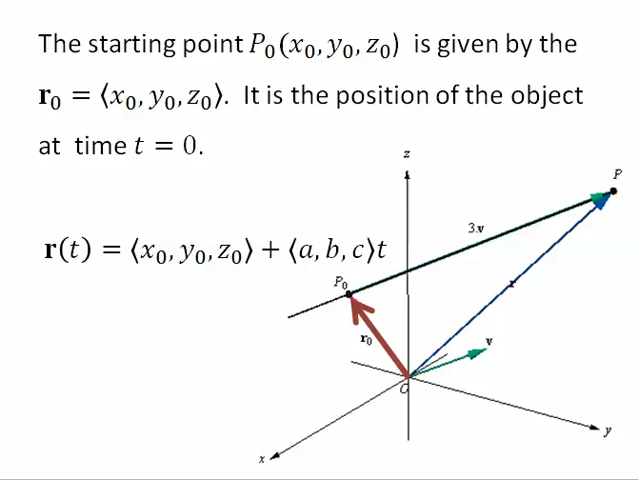 The starting point P₀(x₀, y₀, z₀) is given by the
r₀ = ⟨x₀, y₀, z₀⟩. It is the position of the object
at time t = 0.
z
P
r(t) = ⟨x₀, y₀, z₀⟩ + ⟨a, b, c⟩t
3v
P₀
r
r₀
v
O
y
x